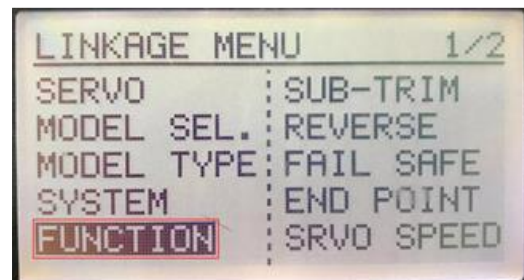 LINKAGE MENU 1/2
SERVO SUB-TRIM
MODEL SEL. REVERSE
MODEL TYPE FAIL SAFE
SYSTEM END POINT
FUNCTION SRVO SPEED